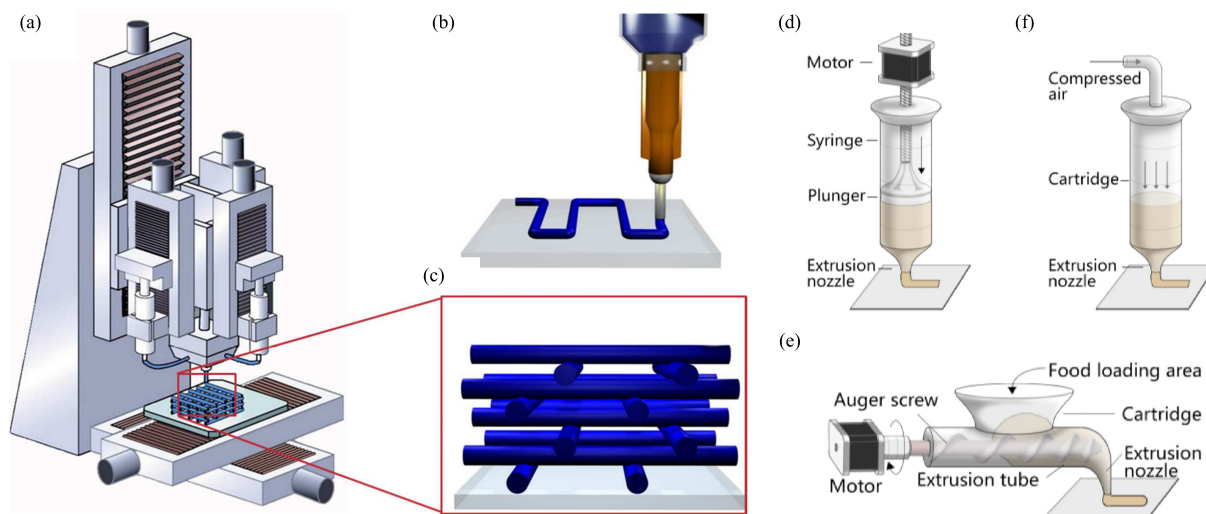 (a)
(b)
(c)
(d)
Motor
Syringe
Plunger
Extrusion
nozzle
(f)
Compressed
air
Cartridge
Extrusion
nozzle
(e)
Food loading area
Auger screw
Cartridge
Extrusion
nozzle
Motor
Extrusion tube